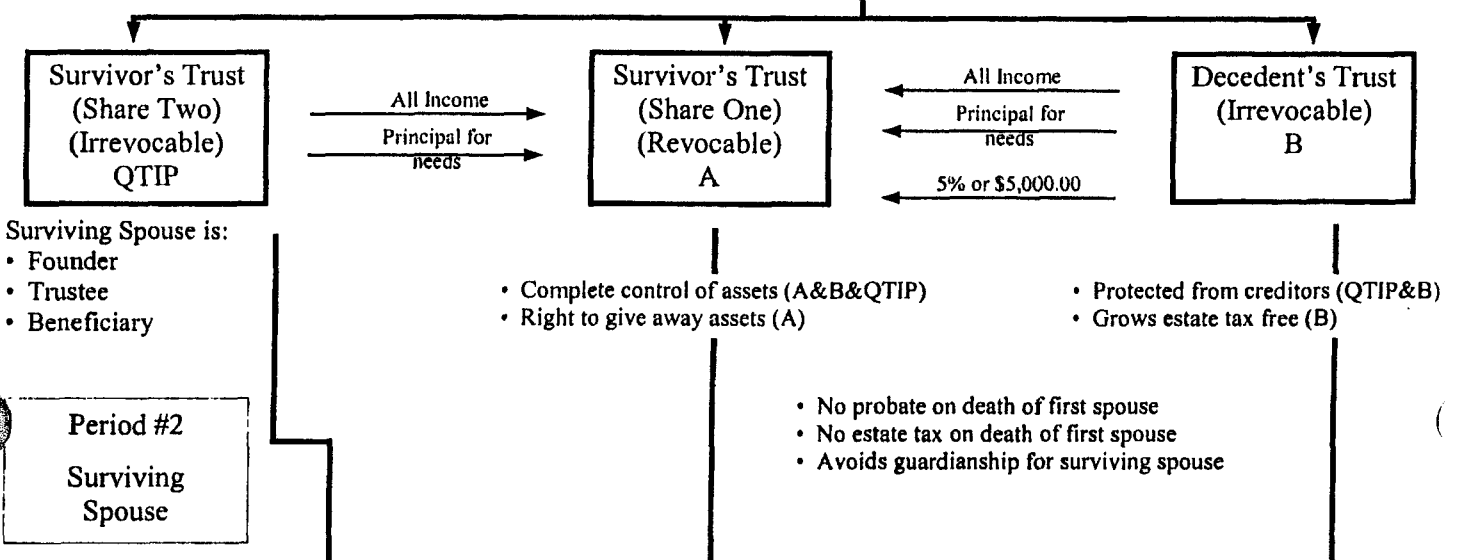 Survivor's Trust
(Share Two)
(Irrevocable)
QTIP
All Income
Principal for
needs
Survivor's Trust
(Share One)
(Revocable)
A
All Income
Principal for
needs
5% or $5,000.00
Decedent's Trust
(Irrevocable)
B
Surviving Spouse is:
• Founder
• Trustee
• Beneficiary
• Complete control of assets (A&B&QTIP)
• Right to give away assets (A)
• Protected from creditors (QTIP&B)
• Grows estate tax free (B)
• No probate on death of first spouse
• No estate tax on death of first spouse
• Avoids guardianship for surviving spouse
Period #2
Surviving
Spouse